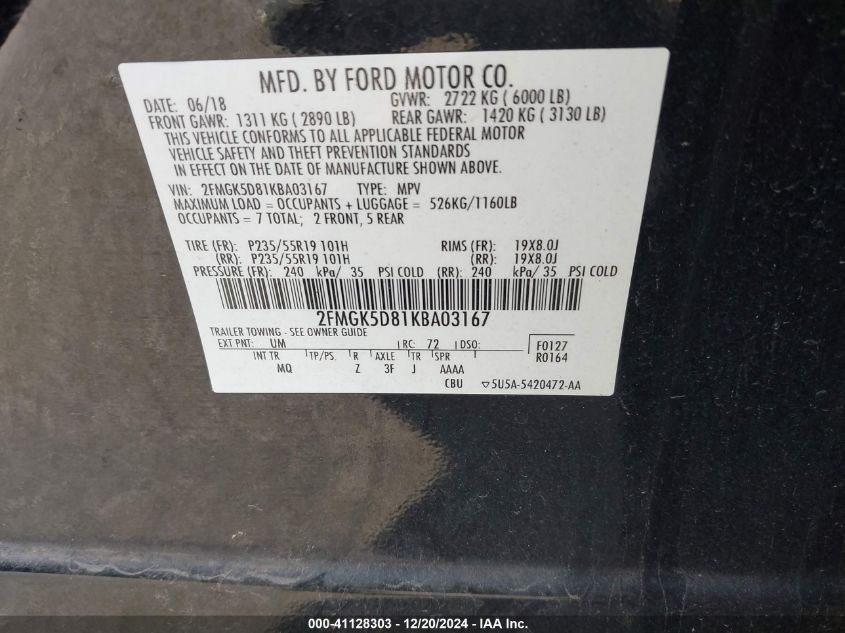 MFD. BY FORD MOTOR CO.
DATE: 06/18 GVWR: 2722 KG ( 6000 LB)
FRONT GAWR: 1311 KG ( 2890 LB) REAR GAWR: 1420 KG ( 3130 LB)
THIS VEHICLE CONFORMS TO ALL APPLICABLE FEDERAL MOTOR
VEHICLE SAFETY AND THEFT PREVENTION STANDARDS
IN EFFECT ON THE DATE OF MANUFACTURE SHOWN ABOVE.
VIN: 2FMGK5D81KBA03167 TYPE: MPV
MAXIMUM LOAD = OCCUPANTS + LUGGAGE = 526KG/1160LB
OCCUPANTS = 7 TOTAL; 2 FRONT, 5 REAR
TIRE (FR): P235/55R19 101H RIMS (FR): 19X8.0J
(RR): P235/55R19 101H (RR): 19X8.0J
PRESSURE (FR): 240 kPa/ 35 PSI COLD (RR): 240 kPa/ 35 PSI COLD
2FMGK5D81KBA03167
TRAILER TOWING - SEE OWNER GUIDE
EXT PNT: UM RC: 72 DSO: F0127
INT TR TP/PS R AXLE TR SPR R0164
MQ Z 3F J AAAA
CBU ▽5U5A-5420472-AA
000-41128303 - 12/20/2024 - IAA Inc.